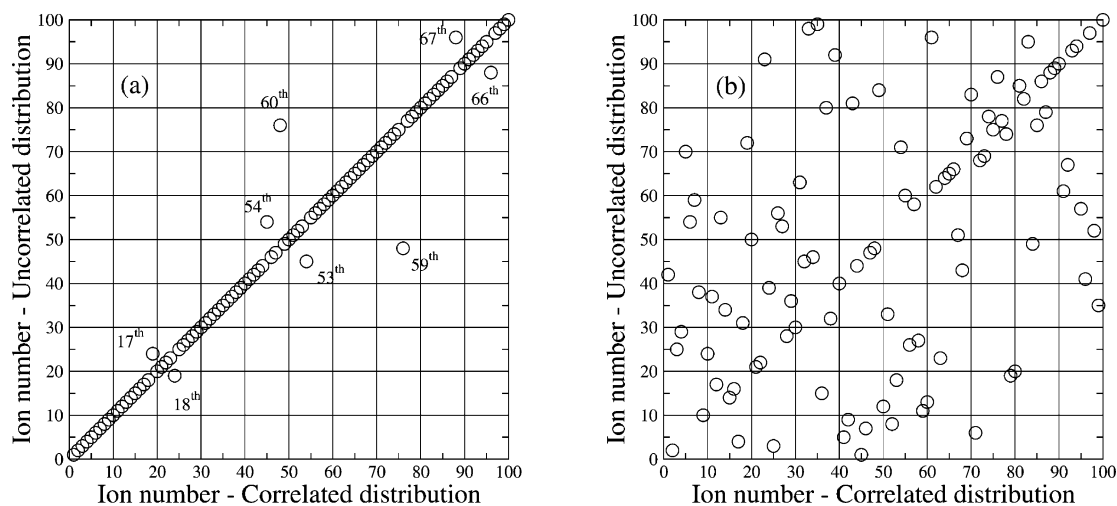 Ion number - Uncorrelated distribution
100
90
80
70
60
50
40
30
20
10
0
(a)
67th
66th
60th
54th
53th
59th
17th
18th
0 10 20 30 40 50 60 70 80 90 100
Ion number - Correlated distribution
Ion number - Uncorrelated distribution
100
90
80
70
60
50
40
30
20
10
0
(b)
0 10 20 30 40 50 60 70 80 90 100
Ion number - Correlated distribution